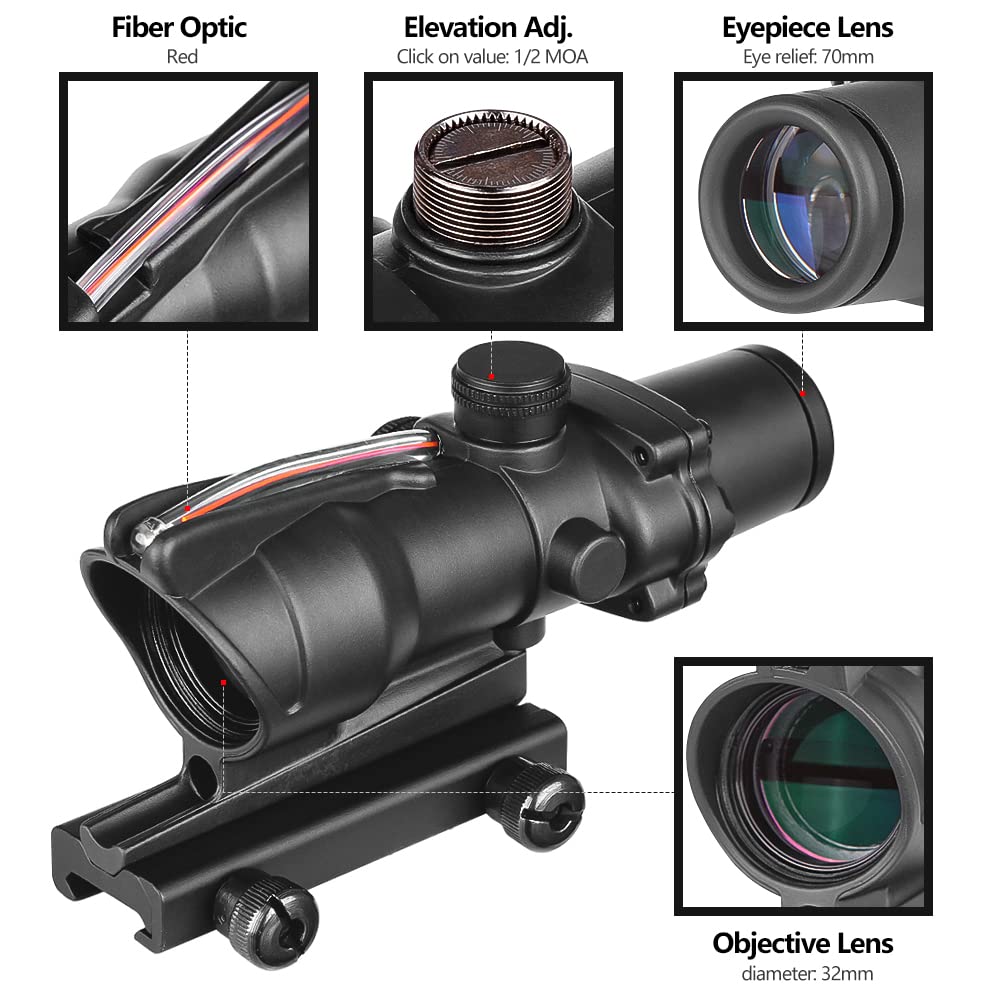 Fiber Optic
Red
Elevation Adj.
Click on value: 1/2 MOA
Eyepiece Lens
Eye relief: 70mm
Objective Lens
diameter: 32mm